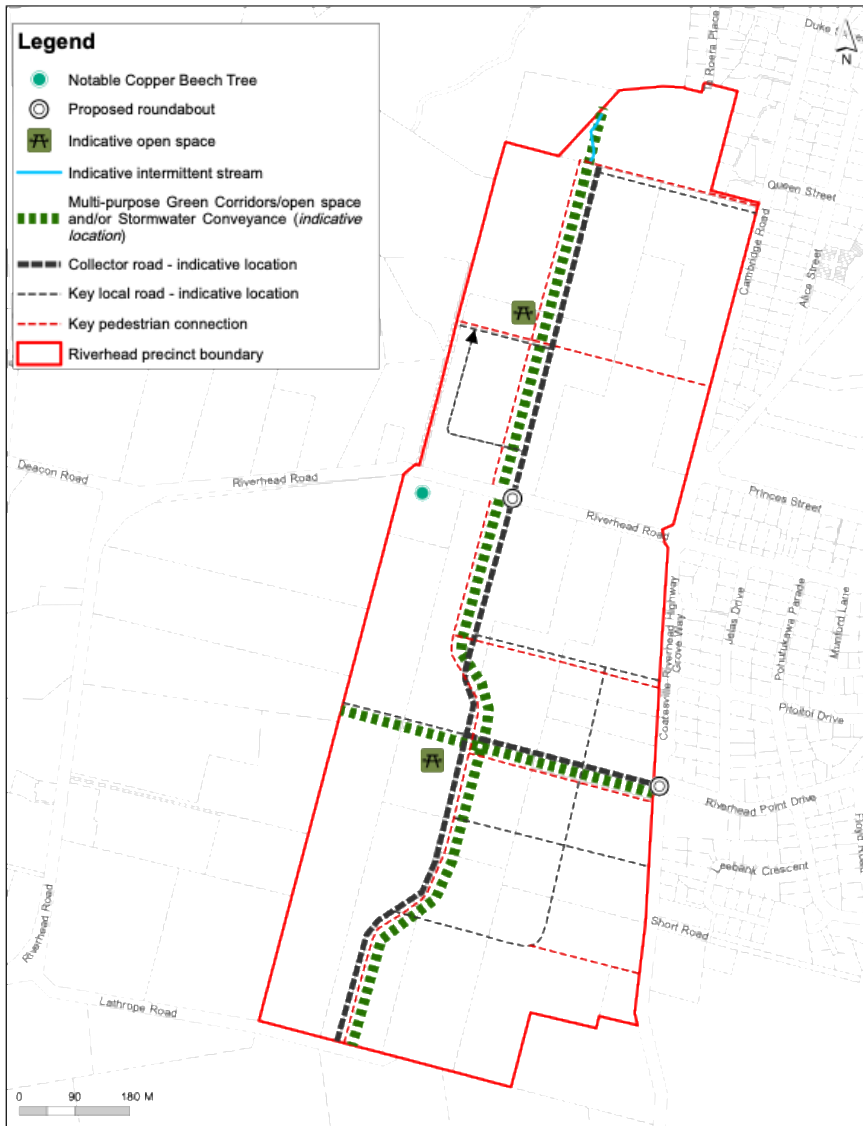 Legend
Notable Copper Beech Tree
Proposed roundabout
Indicative open space
Indicative intermittent stream
Multi-purpose Green Corridors/open space
and/or Stormwater Conveyance (indicative
location)
Collector road - indicative location
Key local road - indicative location
Key pedestrian connection
Riverhead precinct boundary
N
Queen Street
Cambridge Road
Alice Street
Deacon Road
Riverhead Road
Princes Street
Riverhead Road
Coatesville Riverhead Highway
Grove Way
Jelas Drive
Pohutukawa Parade
Mumford Lane
Pitoitoi Drive
Riverhead Point Drive
Floyd Road
Leebank Crescent
Short Road
Riverhead Road
Lathrope Road
0 90 180 M